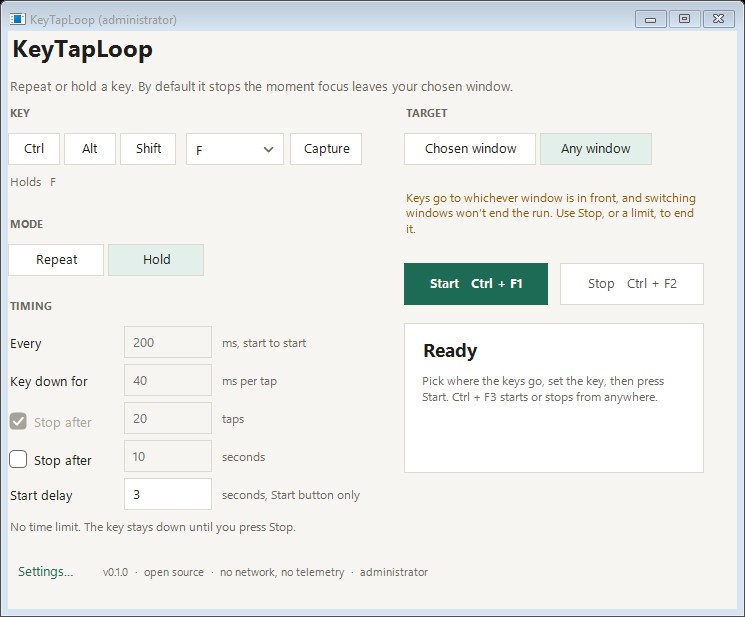 KeyTapLoop (administrator)
KeyTapLoop
Repeat or hold a key. By default it stops the moment focus leaves your chosen window.
KEY
Ctrl Alt Shift F Capture
Holds F
MODE
Repeat Hold
TIMING
Every 200 ms, start to start
Key down for 40 ms per tap
Stop after 20 taps
Stop after 10 seconds
Start delay 3 seconds, Start button only
No time limit. The key stays down until you press Stop.
TARGET
Chosen window Any window
Keys go to whichever window is in front, and switching
windows won't end the run. Use Stop, or a limit, to end
it.
Start Ctrl + F1 Stop Ctrl + F2
Ready
Pick where the keys go, set the key, then press
Start. Ctrl + F3 starts or stops from anywhere.
Settings... v0.1.0 · open source · no network, no telemetry · administrator